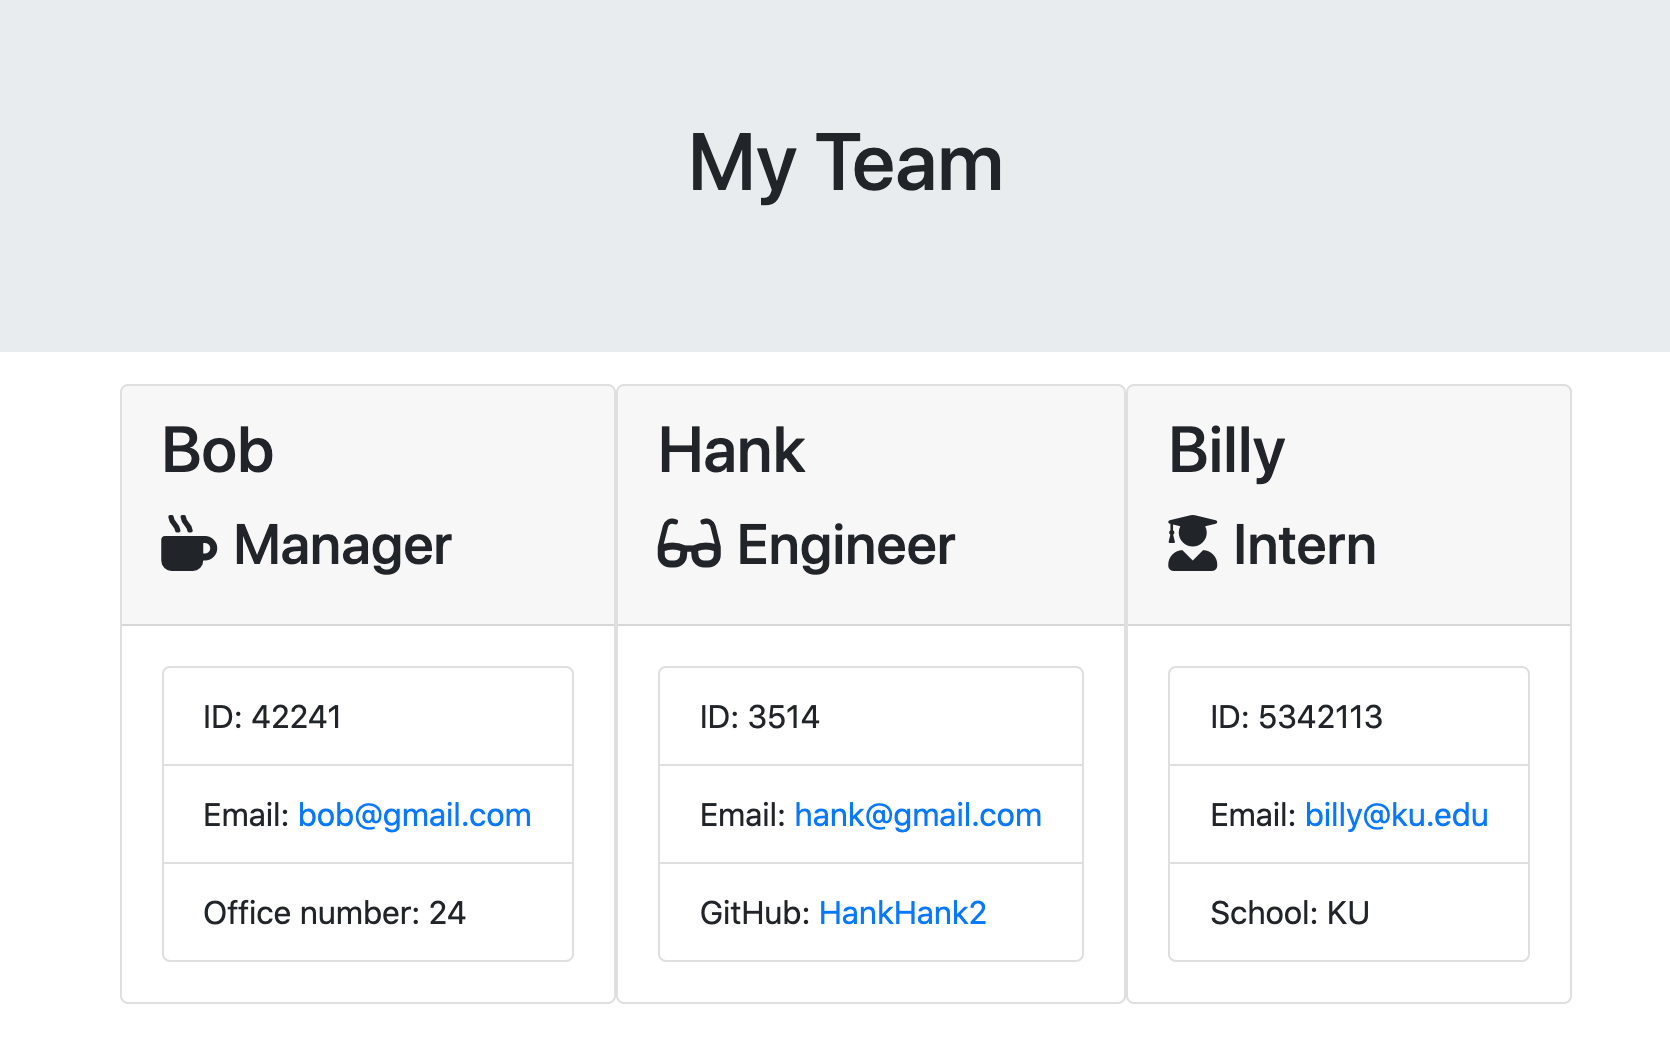 My Team
Bob
Manager
ID: 42241
Email: bob@gmail.com
Office number: 24
Hank
Engineer
ID: 3514
Email: hank@gmail.com
GitHub: HankHank2
Billy
Intern
ID: 5342113
Email: billy@ku.edu
School: KU